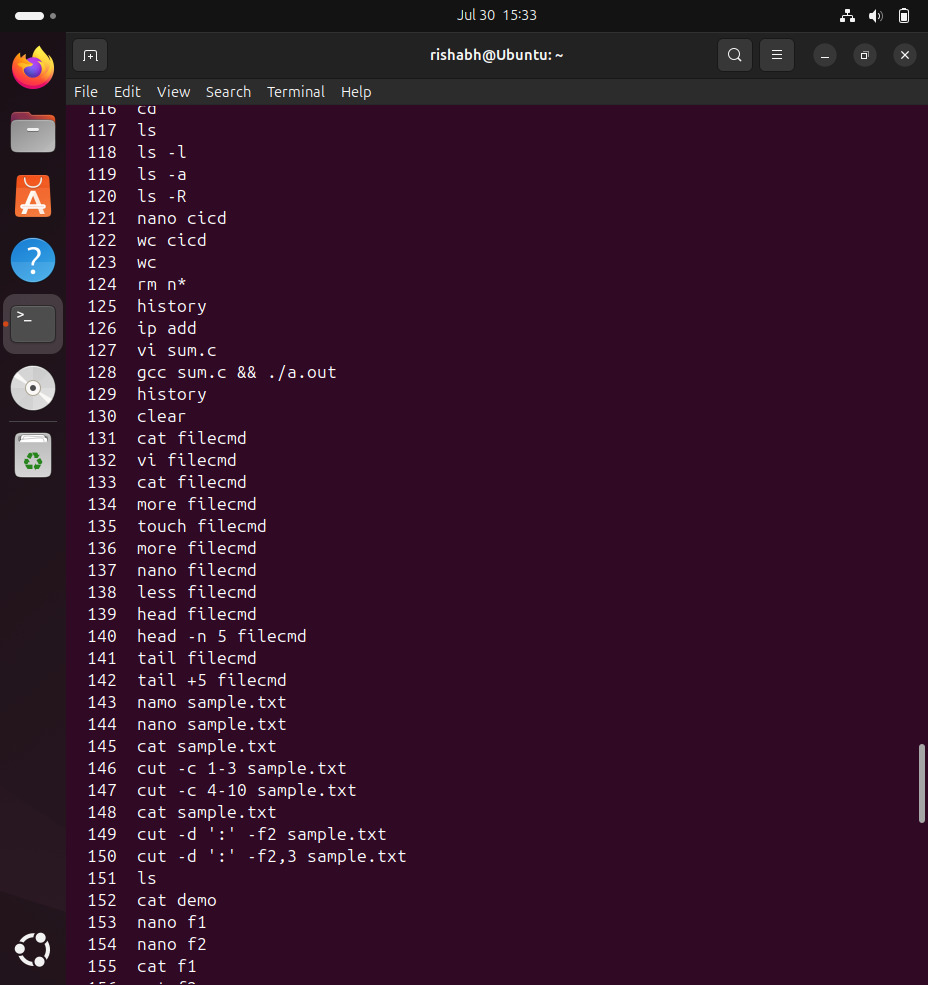 Jul 30 15:33
rishabh@Ubuntu: ~
File Edit View Search Terminal Help
116 cd
117 ls
118 ls -l
119 ls -a
120 ls -R
121 nano cicd
122 wc cicd
123 wc
124 rm n*
125 history
126 ip add
127 vi sum.c
128 gcc sum.c && ./a.out
129 history
130 clear
131 cat filecmd
132 vi filecmd
133 cat filecmd
134 more filecmd
135 touch filecmd
136 more filecmd
137 nano filecmd
138 less filecmd
139 head filecmd
140 head -n 5 filecmd
141 tail filecmd
142 tail +5 filecmd
143 namo sample.txt
144 nano sample.txt
145 cat sample.txt
146 cut -c 1-3 sample.txt
147 cut -c 4-10 sample.txt
148 cat sample.txt
149 cut -d ':' -f2 sample.txt
150 cut -d ':' -f2,3 sample.txt
151 ls
152 cat demo
153 nano f1
154 nano f2
155 cat f1